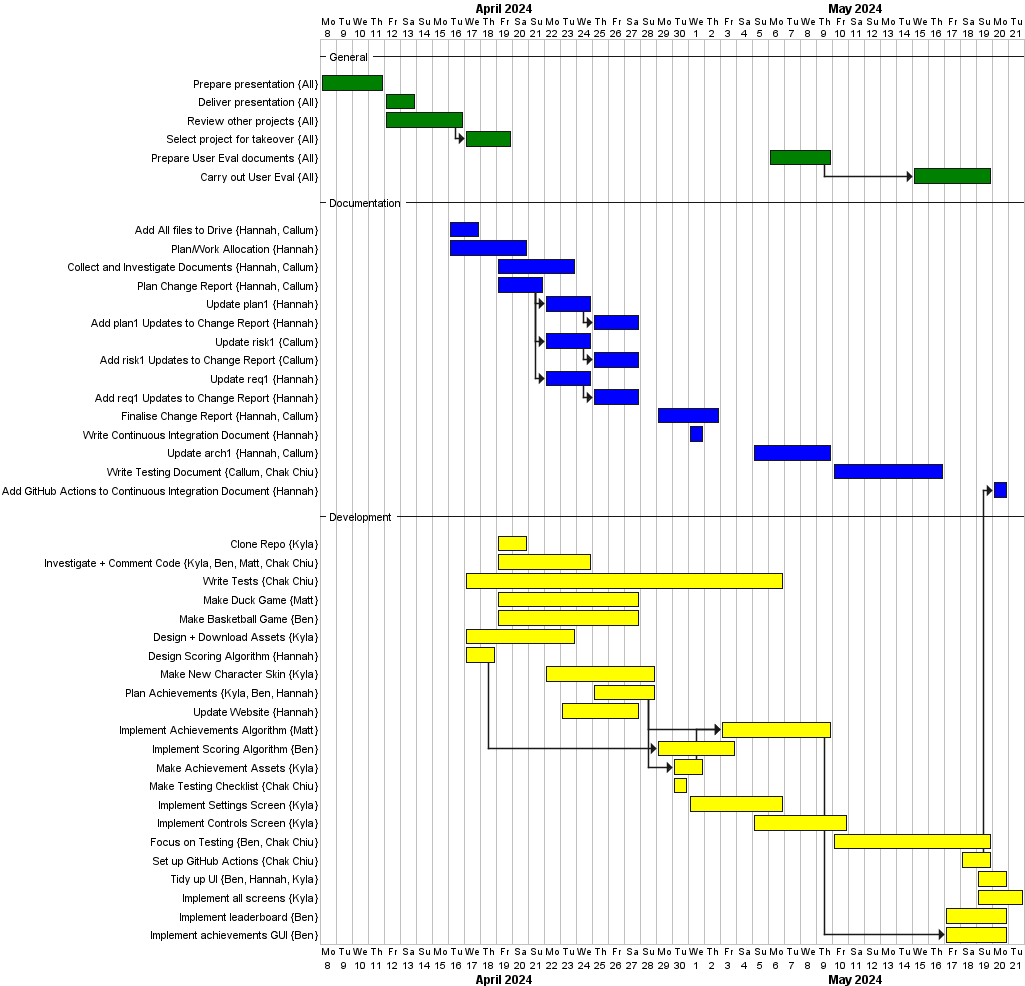 April 2024 May 2024
Mo Tu We Th Fr Sa Su Mo Tu We Th Fr Sa Su Mo Tu We Th Fr Sa Su Mo Tu We Th Fr Sa Su Mo Tu We Th Fr Sa Su Mo Tu We Th Fr Sa Su Mo Tu
8 9 10 11 12 13 14 15 16 17 18 19 20 21 22 23 24 25 26 27 28 29 30 1 2 3 4 5 6 7 8 9 10 11 12 13 14 15 16 17 18 19 20 21
General
Prepare presentation {All}
Deliver presentation {All}
Review other projects {All}
Select project for takeover {All}
Prepare User Eval documents {All}
Carry out User Eval {All}
Documentation
Add All files to Drive {Hannah, Callum}
Plan/Work Allocation {Hannah}
Collect and Investigate Documents {Hannah, Callum}
Plan Change Report {Hannah, Callum}
Update plan1 {Hannah}
Add plan1 Updates to Change Report {Hannah}
Update risk1 {Callum}
Add risk1 Updates to Change Report {Callum}
Update req1 {Hannah}
Add req1 Updates to Change Report {Hannah}
Finalise Change Report {Hannah, Callum}
Write Continuous Integration Document {Hannah}
Update arch1 {Hannah, Callum}
Write Testing Document {Callum, Chak Chiu}
Add GitHub Actions to Continuous Integration Document {Hannah}
Development
Clone Repo {Kyla}
Investigate + Comment Code {Kyla, Ben, Matt, Chak Chiu}
Write Tests {Chak Chiu}
Make Duck Game {Matt}
Make Basketball Game {Ben}
Design + Download Assets {Kyla}
Design Scoring Algorithm {Hannah}
Make New Character Skin {Kyla}
Plan Achievements {Kyla, Ben, Hannah}
Update Website {Hannah}
Implement Achievements Algorithm {Matt}
Implement Scoring Algorithm {Ben}
Make Achievement Assets {Kyla}
Make Testing Checklist {Chak Chiu}
Implement Settings Screen {Kyla}
Implement Controls Screen {Kyla}
Focus on Testing {Ben, Chak Chiu}
Set up GitHub Actions {Chak Chiu}
Tidy up UI {Ben, Hannah, Kyla}
Implement all screens {Kyla}
Implement leaderboard {Ben}
Implement achievements GUI {Ben}
Mo Tu We Th Fr Sa Su Mo Tu We Th Fr Sa Su Mo Tu We Th Fr Sa Su Mo Tu We Th Fr Sa Su Mo Tu We Th Fr Sa Su Mo Tu We Th Fr Sa Su Mo Tu
8 9 10 11 12 13 14 15 16 17 18 19 20 21 22 23 24 25 26 27 28 29 30 1 2 3 4 5 6 7 8 9 10 11 12 13 14 15 16 17 18 19 20 21
April 2024 May 2024